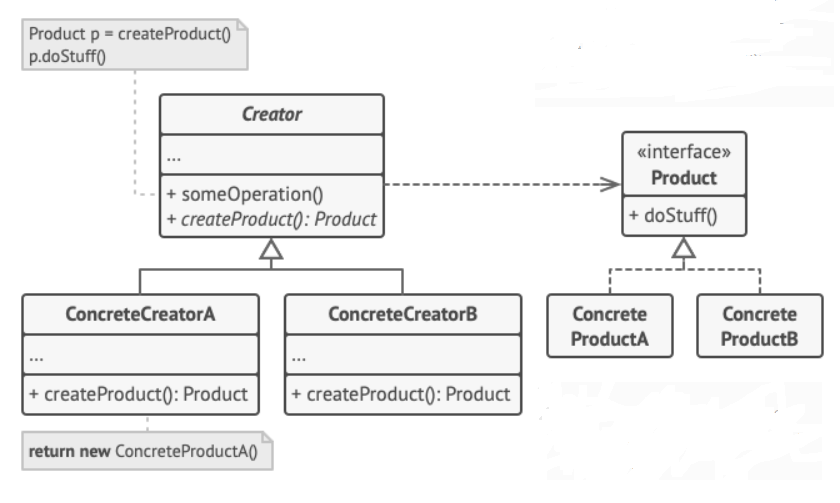 Product p = createProduct()
p.doStuff()
Creator
...
+ someOperation()
+ createProduct(): Product
«interface»
Product
+ doStuff()
ConcreteCreatorA
...
+ createProduct(): Product
ConcreteCreatorB
...
+ createProduct(): Product
Concrete
ProductA
Concrete
ProductB
return new ConcreteProductA()